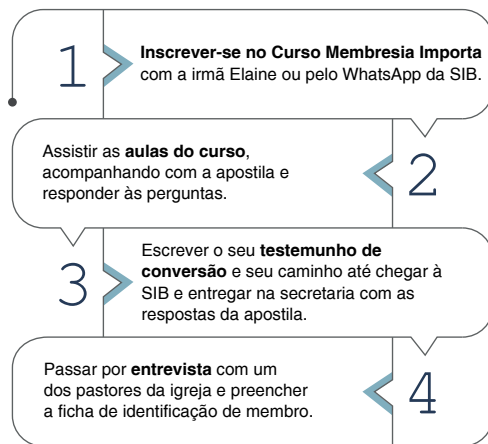 1
Inscrever-se no Curso Membresia Importa
com a irmã Elaine ou pelo WhatsApp da SIB.
Assistir as aulas do curso,
acompanhando com a apostila e
responder às perguntas.
2
3
Escrever o seu testemunho de
conversão e seu caminho até chegar à
SIB e entregar na secretaria com as
respostas da apostila.
Passar por entrevista com um
dos pastores da igreja e preencher
a ficha de identificação de membro.
4